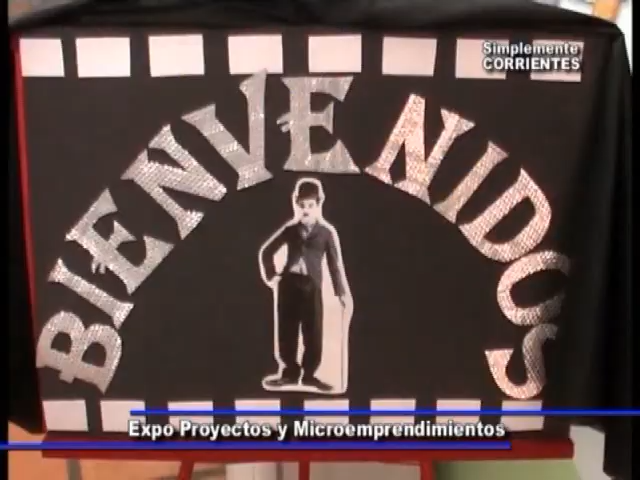 Simplemente
CORRIENTES
BIENVENIDOS
Expo Proyectos y Microemprendimientos